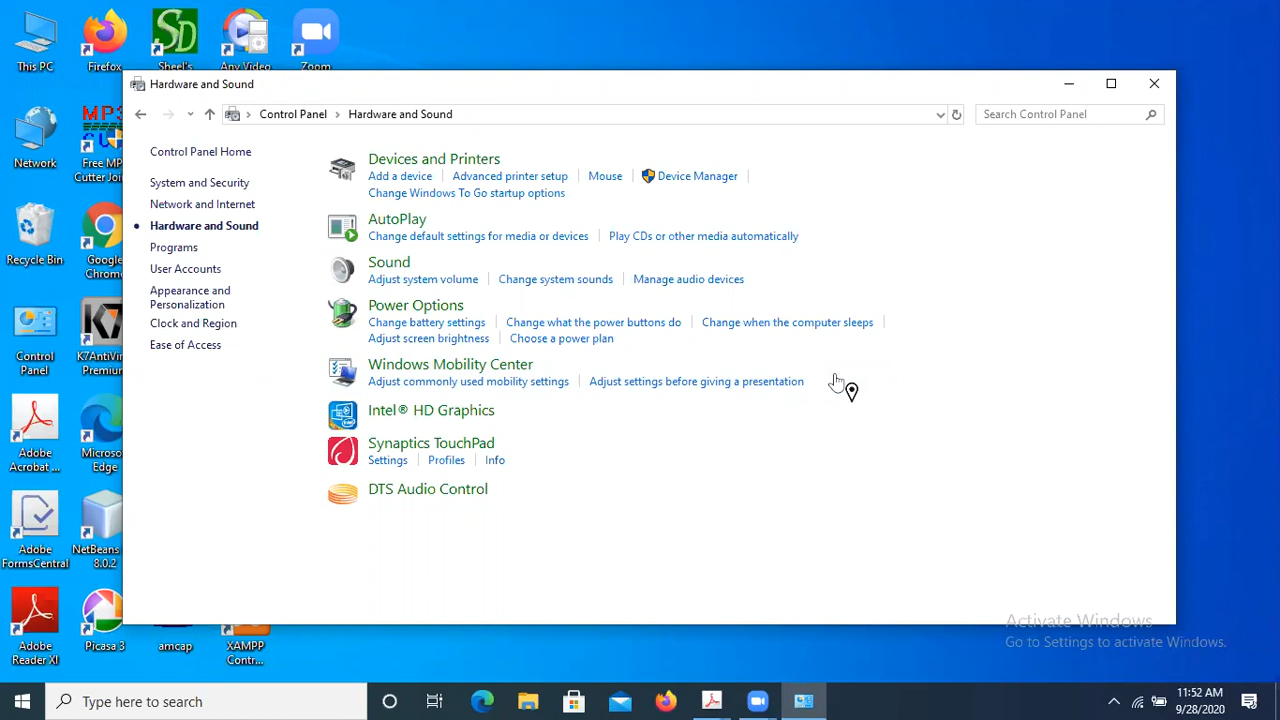 This PC
Firefox
Sheel's
Any Video
Zoom
Network
Free MP
Cutter Join
Recycle Bin
Google
Chrome
Control
Panel
K7AntiVir
Premium
Adobe
Acrobat ...
Microso
Edge
Adobe
FormsCentral
NetBeans
8.0.2
Adobe
Reader XI
Picasa 3
amcap
XAMPP
Contr...
Hardware and Sound
Control Panel > Hardware and Sound
Search Control Panel
Control Panel Home
System and Security
Network and Internet
Hardware and Sound
Programs
User Accounts
Appearance and
Personalization
Clock and Region
Ease of Access
Devices and Printers
Add a device
Advanced printer setup
Mouse
Device Manager
Change Windows To Go startup options
AutoPlay
Change default settings for media or devices
Play CDs or other media automatically
Sound
Adjust system volume
Change system sounds
Manage audio devices
Power Options
Change battery settings
Change what the power buttons do
Change when the computer sleeps
Adjust screen brightness
Choose a power plan
Windows Mobility Center
Adjust commonly used mobility settings
Adjust settings before giving a presentation
Intel® HD Graphics
Synaptics TouchPad
Settings
Profiles
Info
DTS Audio Control
Activate Windows
Go to Settings to activate Windows.
Type here to search
11:52 AM
9/28/2020